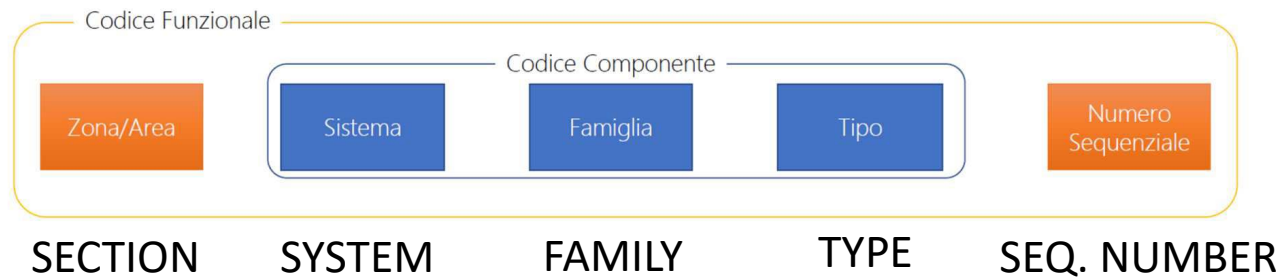 Codice Funzionale
Codice Componente
Zona/Area
Sistema
Famiglia
Tipo
Numero
Sequenziale
SECTION
SYSTEM
FAMILY
TYPE
SEQ. NUMBER